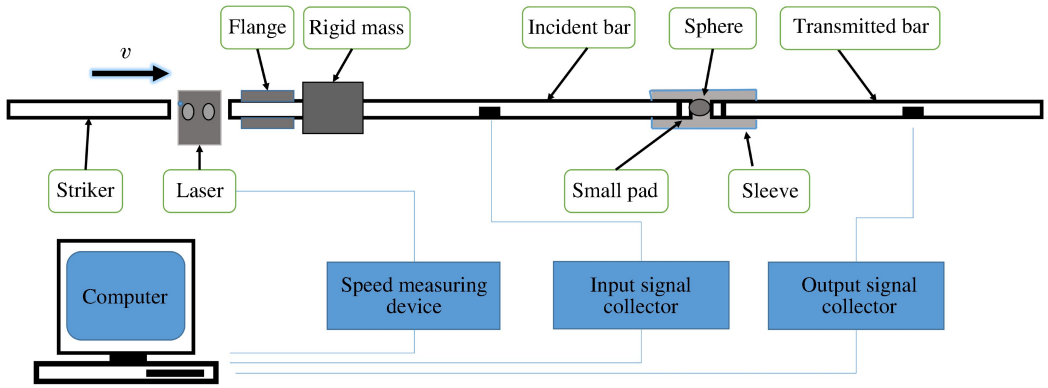 v
Flange
Rigid mass
Incident bar
Sphere
Transmitted bar
Striker
Laser
Small pad
Sleeve
Computer
Speed measuring
device
Input signal
collector
Output signal
collector